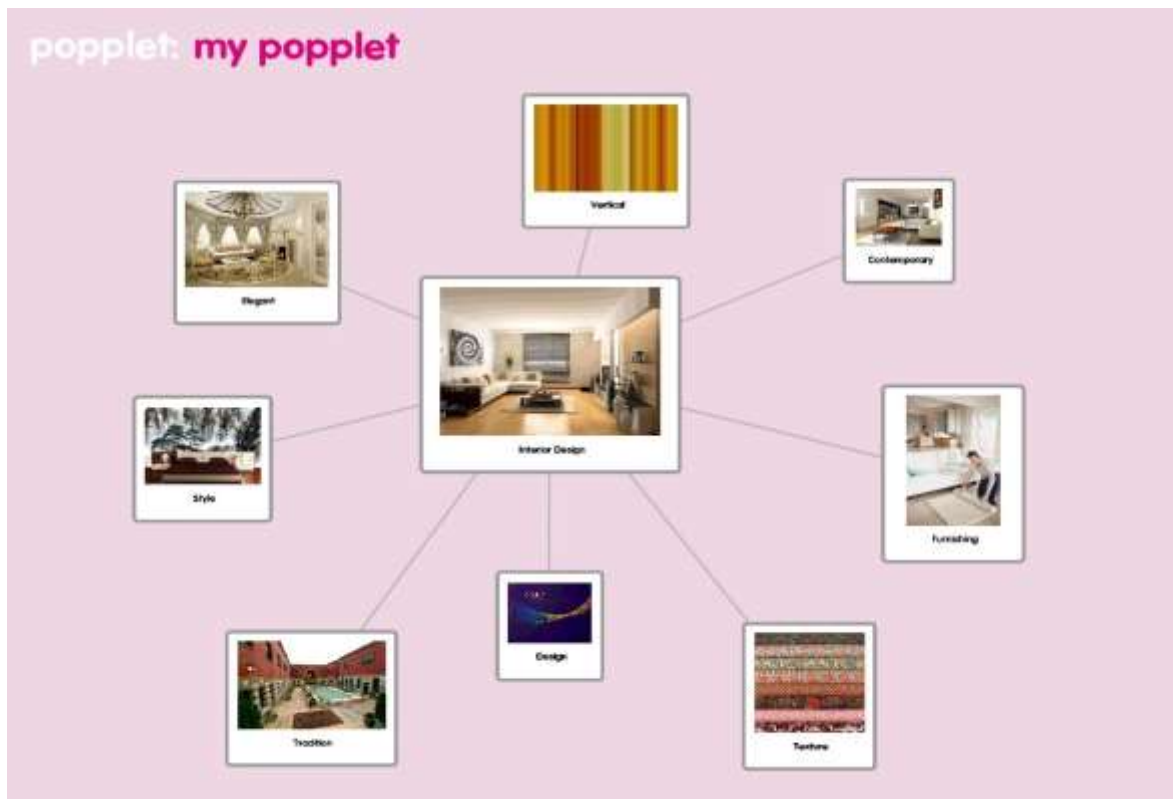 popplet: my popplet
Vertical
Contemporary
Elegant
Interior Design
Style
Furnishing
Design
Tradition
Texture